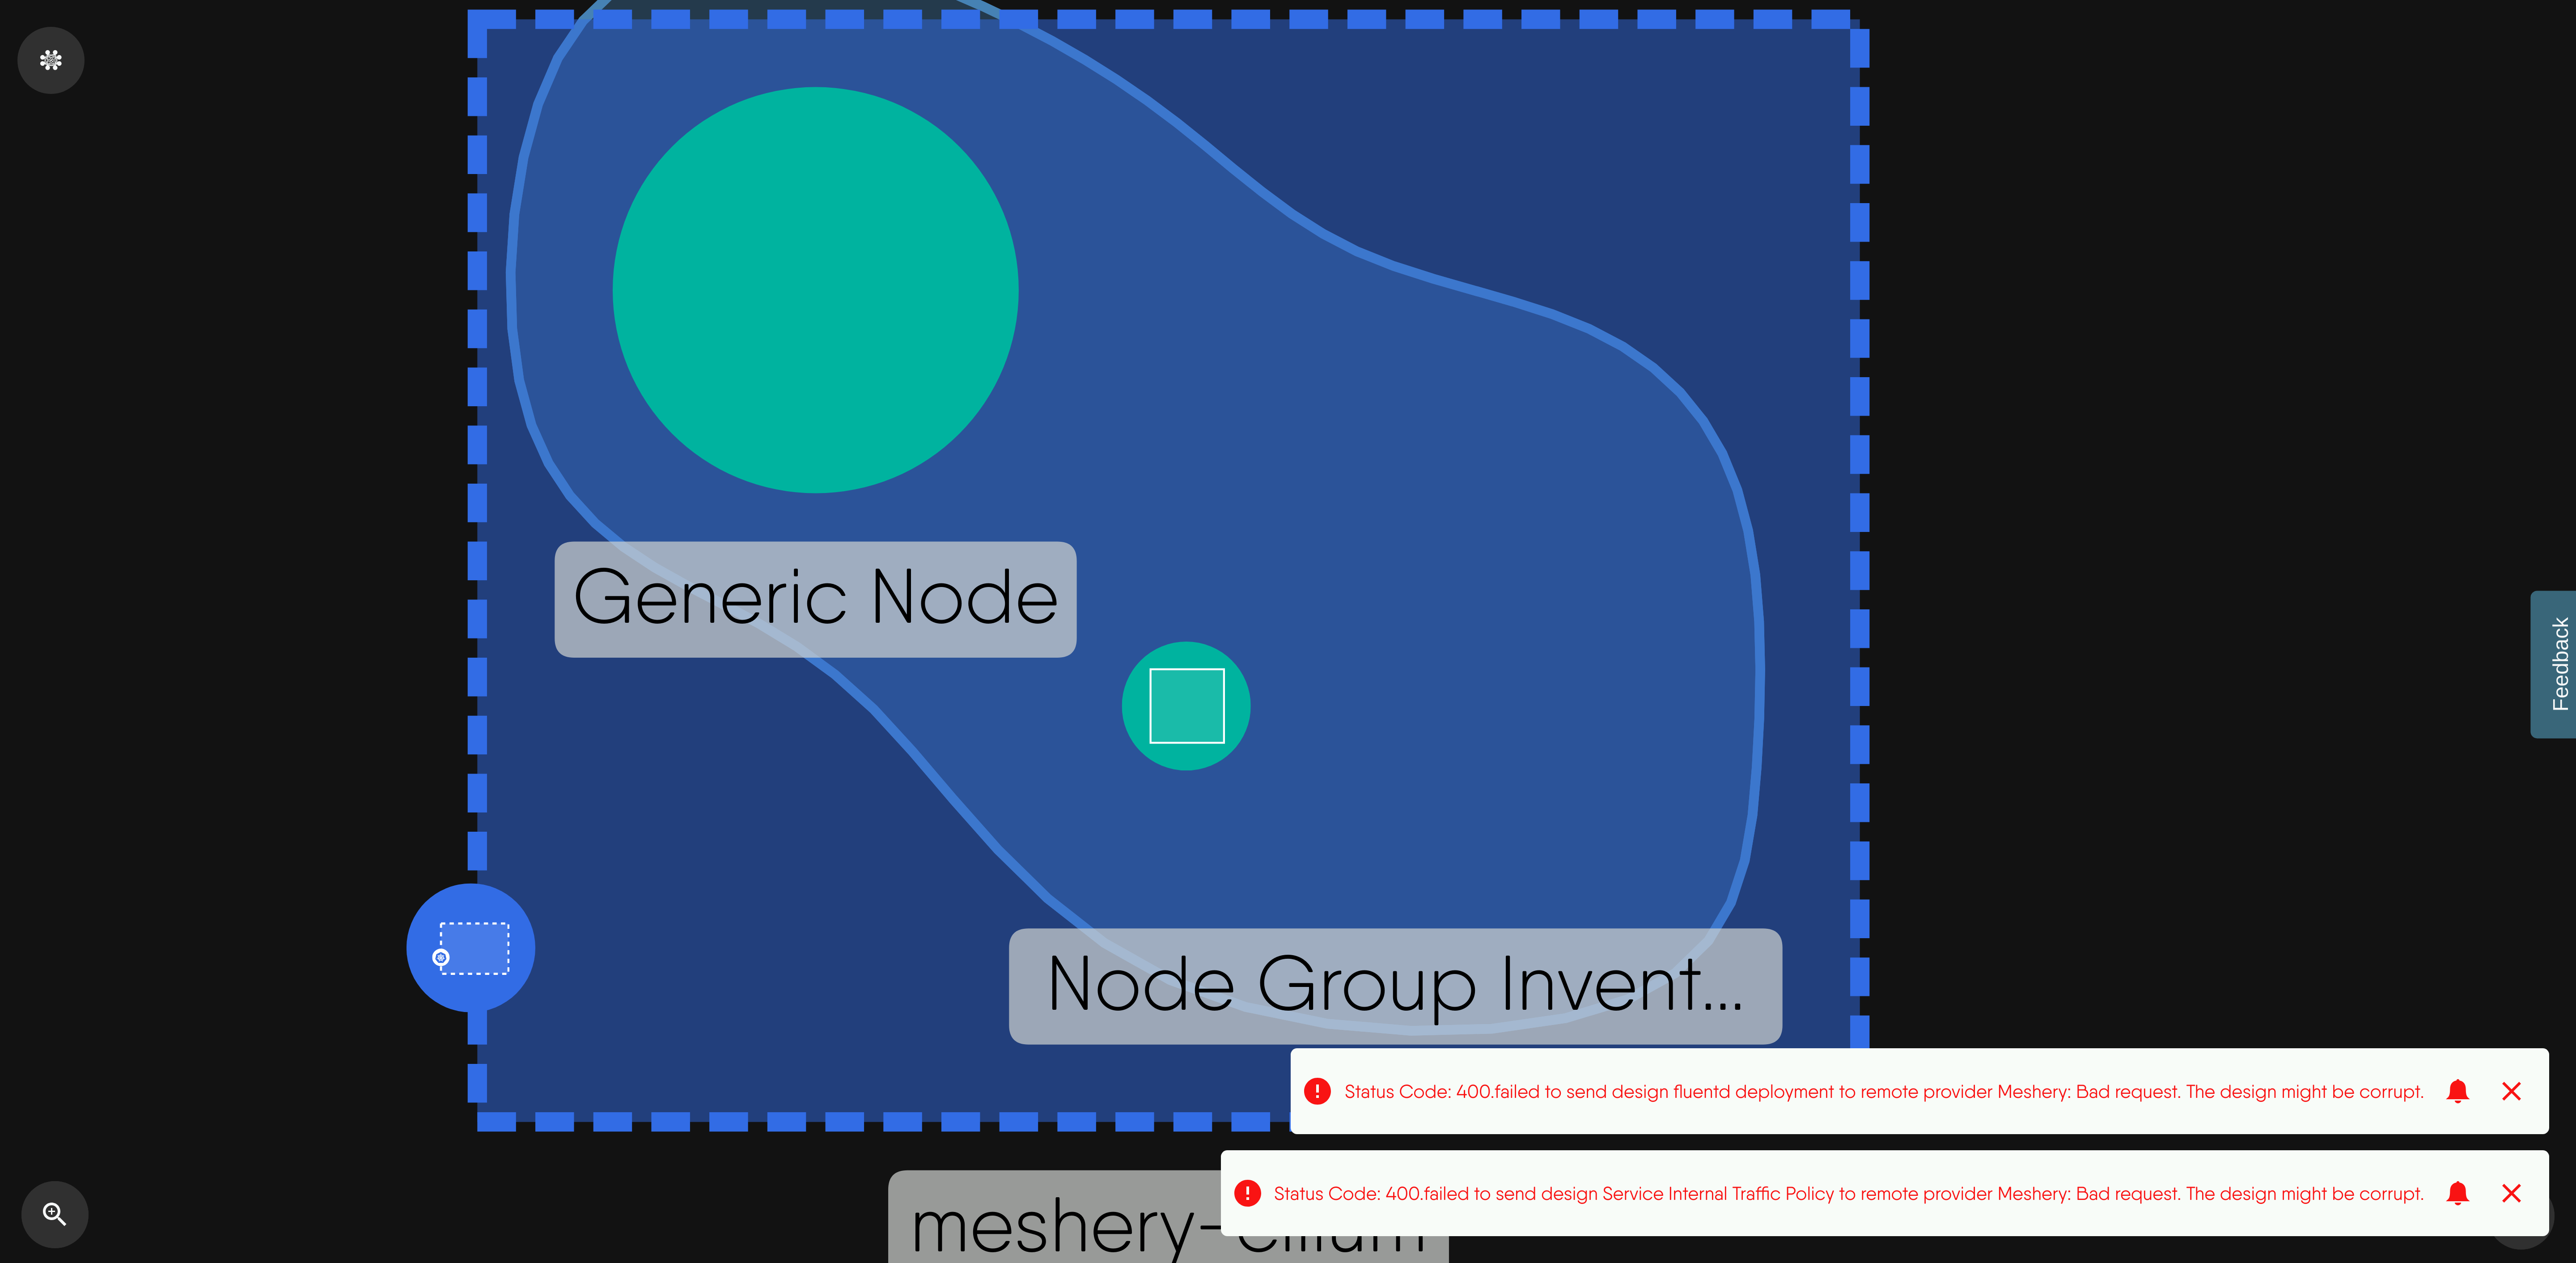 Generic Node
Feedback
Node Group Invent...
Status Code: 400.failed to send design fluentd deployment to remote provider Meshery: Bad request. The design might be corrupt.
Status Code: 400.failed to send design Service Internal Traffic Policy to remote provider Meshery: Bad request. The design might be corrupt.
meshery-cilium